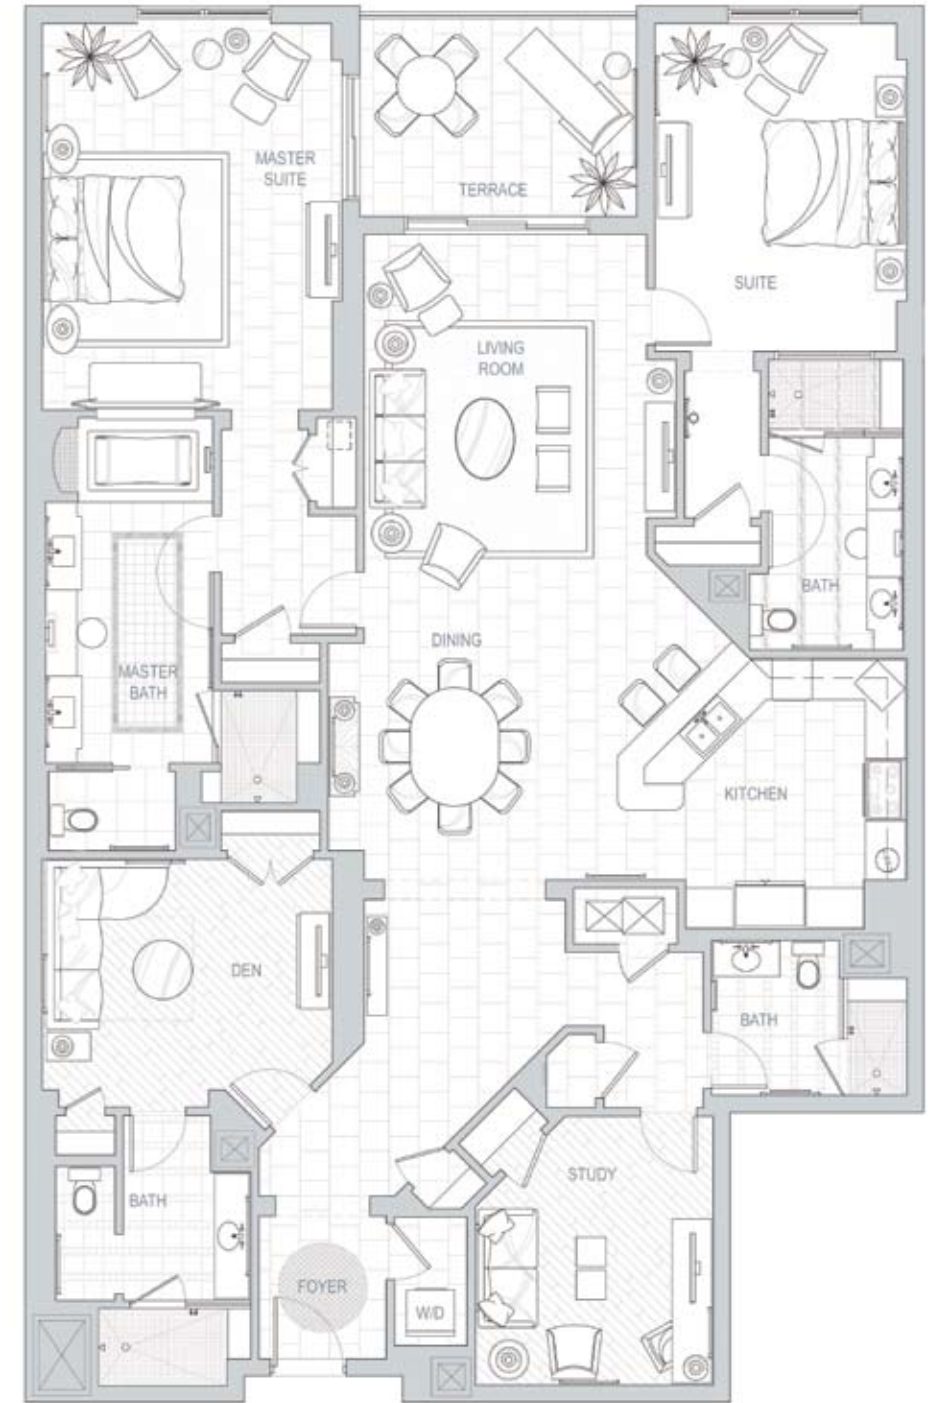 MASTER
SUITE
TERRACE
SUITE
LIVING
ROOM
BATH
DINING
MASTER
BATH
KITCHEN
DEN
BATH
STUDY
BATH
FOYER
W/D